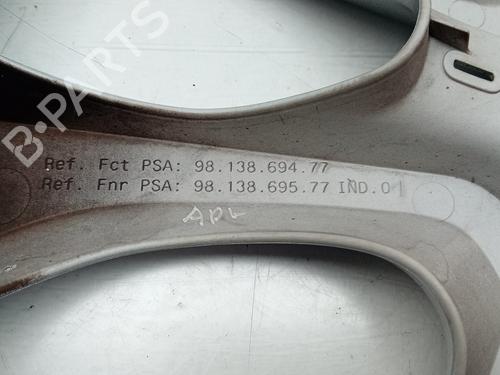 B-PARTS
Ref. Fct PSA: 98.138.694.77
Ref. Fnr PSA: 98.138.695.77 IND.01